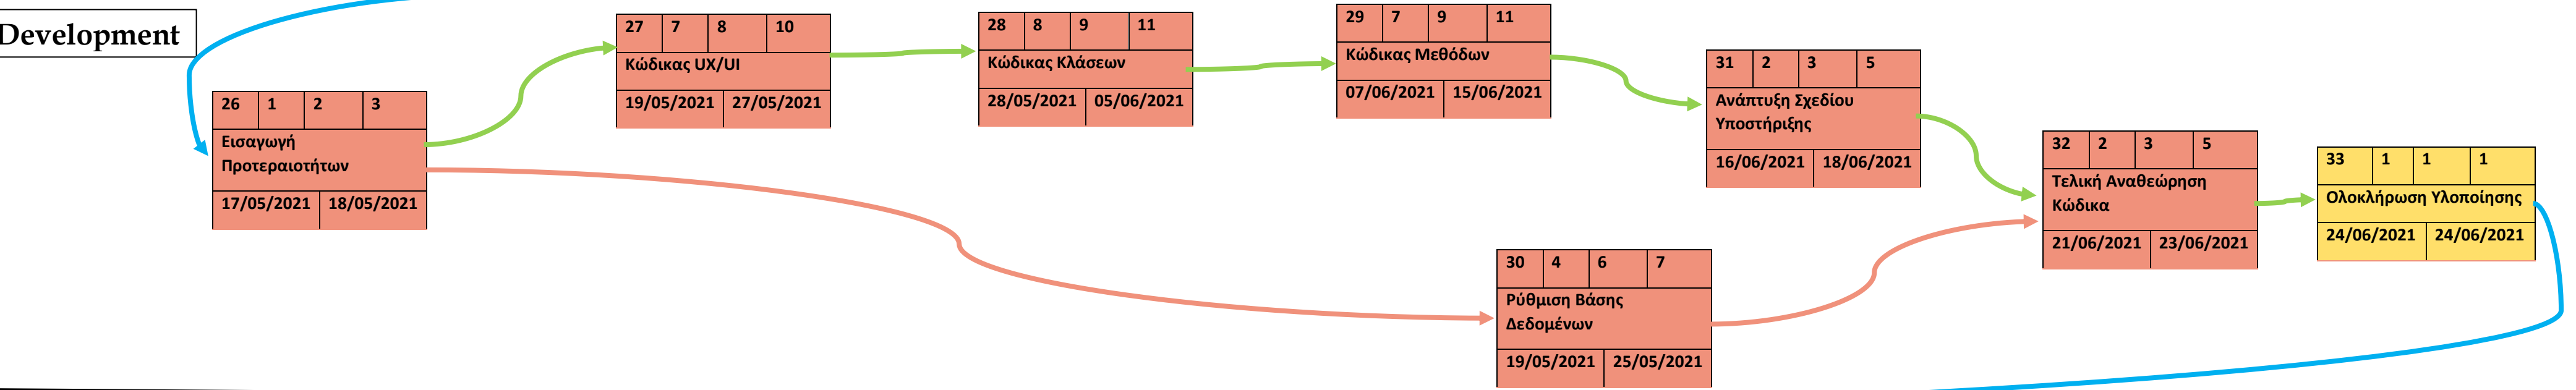 Development
26 1 2 3
Εισαγωγή
Προτεραιοτήτων
17/05/2021 18/05/2021
27 7 8 10
Κώδικας UX/UI
19/05/2021 27/05/2021
28 8 9 11
Κώδικας Κλάσεων
28/05/2021 05/06/2021
29 7 9 11
Κώδικας Μεθόδων
07/06/2021 15/06/2021
30 4 6 7
Ρύθμιση Βάσης
Δεδομένων
19/05/2021 25/05/2021
31 2 3 5
Ανάπτυξη Σχεδίου
Υποστήριξης
16/06/2021 18/06/2021
32 2 3 5
Τελική Αναθεώρηση
Κώδικα
21/06/2021 23/06/2021
33 1 1 1
Ολοκλήρωση Υλοποίησης
24/06/2021 24/06/2021